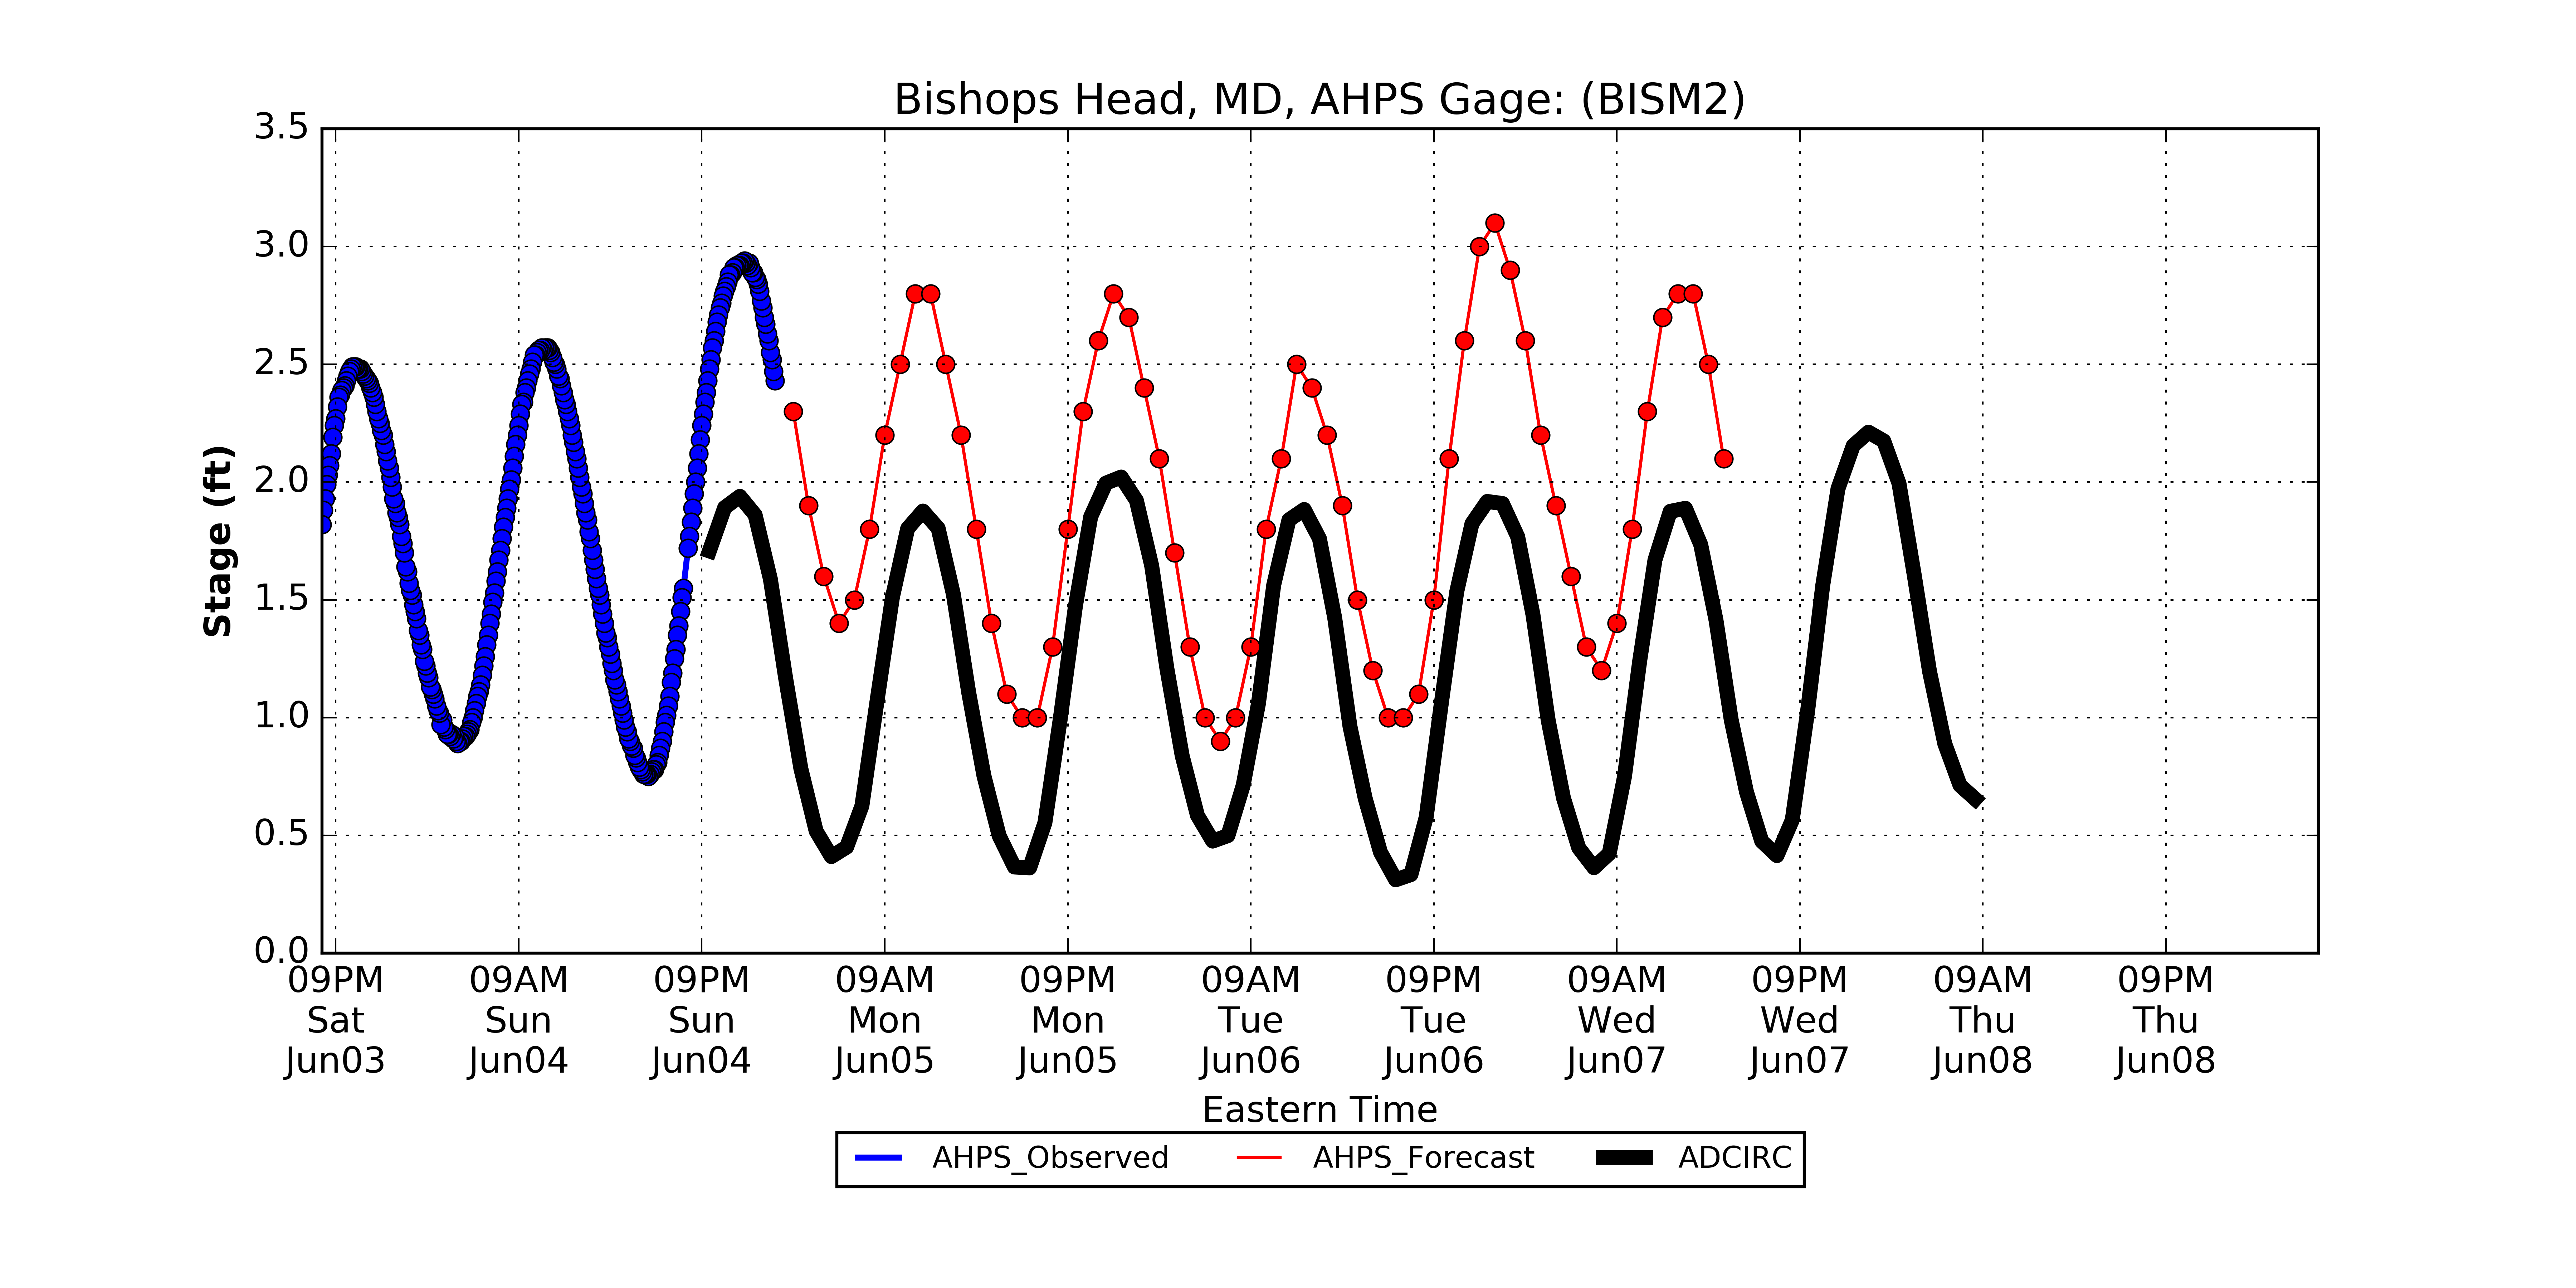 Bishops Head, MD, AHPS Gage: (BISM2)
3.5
3.0
2.5
2.0
1.5
1.0
0.5
0.0
Stage (ft)
09PM 09AM 09PM 09AM 09PM 09AM 09PM 09AM 09PM 09AM 09PM
Sat Sun Sun Mon Mon Tue Tue Wed Wed Thu Thu
Jun03 Jun04 Jun04 Jun05 Jun05 Jun06 Jun06 Jun07 Jun07 Jun08 Jun08
Eastern Time
AHPS_Observed AHPS_Forecast ADCIRC